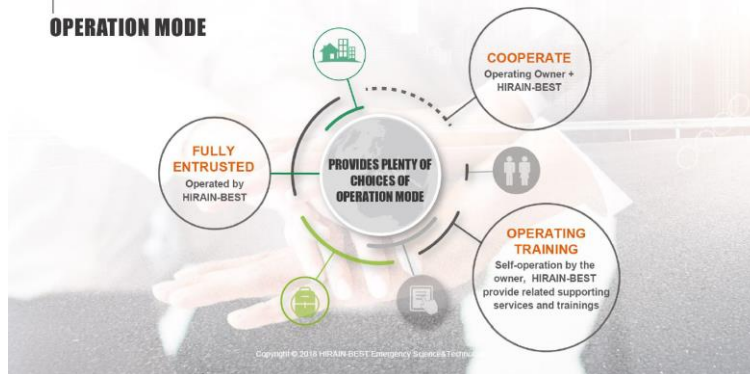 OPERATION MODE
COOPERATE
Operating Owner +
HIRAIN-BEST
FULLY
ENTRUSTED
Operated by
HIRAIN-BEST
PROVIDES PLENTY OF
CHOICES OF
OPERATION MODE
OPERATING
TRAINING
Self-operation by the
owner, HIRAIN-BEST
provide related supporting
services and trainings
Copyright © 2018 HIRAIN-BEST Emergency Science&Technol